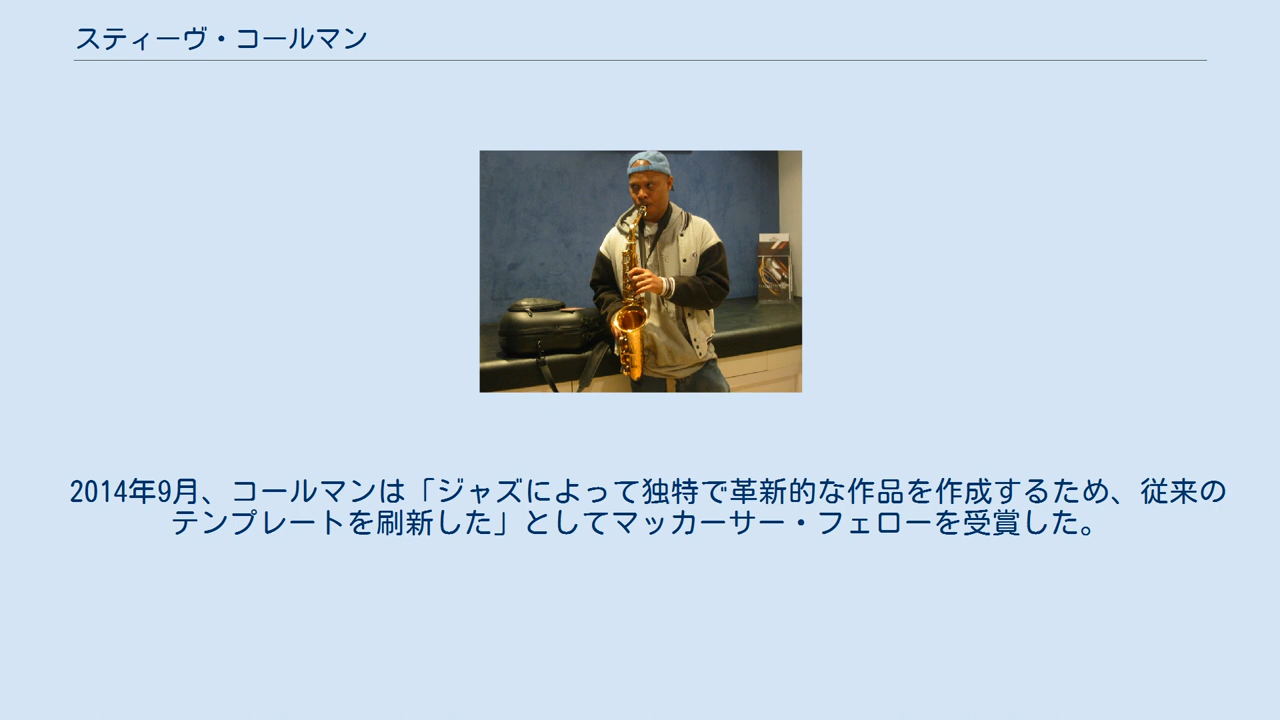 スティーヴ・コールマン
2014年9月、コールマンは「ジャズによって独特で革新的な作品を作成するため、従来の
テンプレートを刷新した」としてマッカーサー・フェローを受賞した。